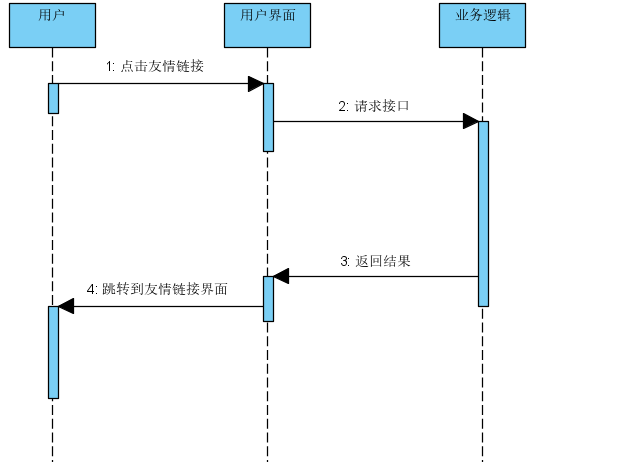 用户
用户界面
业务逻辑
1: 点击友情链接
2: 请求接口
3: 返回结果
4: 跳转到友情链接界面